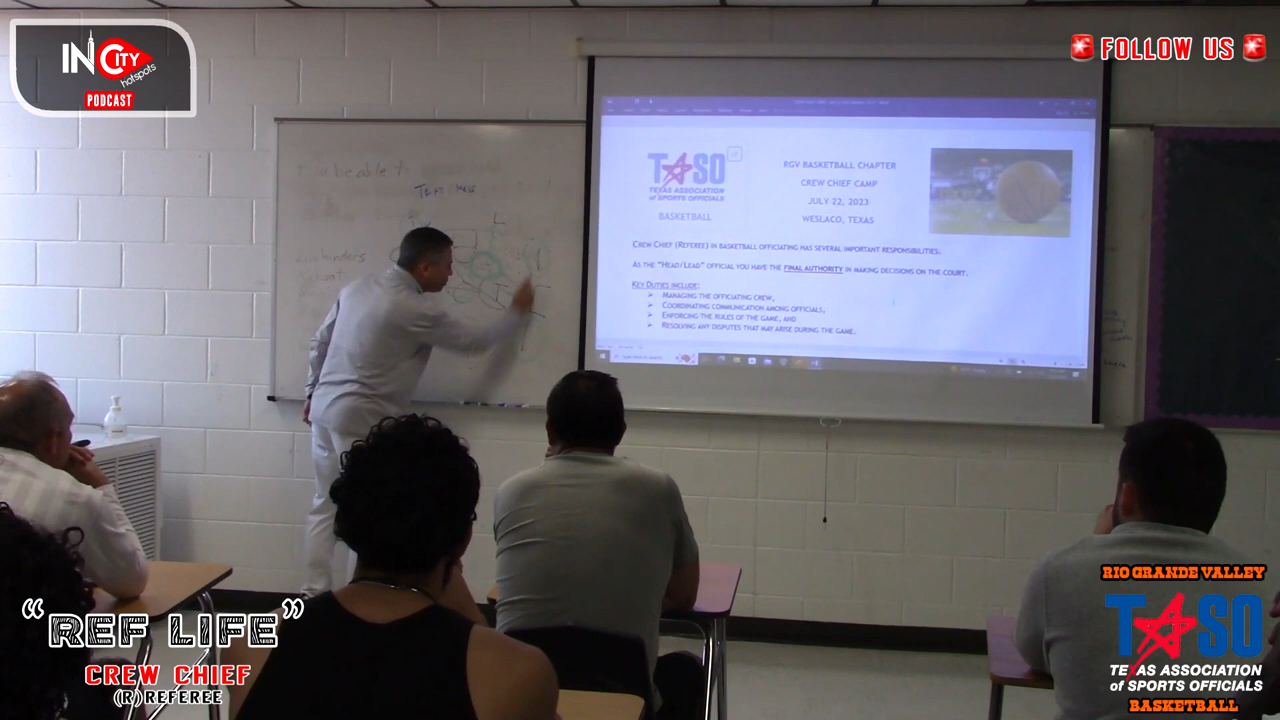 IN CITY
hotspots
PODCAST
FOLLOW US
be able to
TASO
TEXAS ASSOCIATION
of SPORTS OFFICIALS
BASKETBALL
RGV BASKETBALL CHAPTER
CREW CHIEF CAMP
JULY 22, 2023
WESLACO, TEXAS
CREW CHIEF (REFEREE) IN BASKETBALL OFFICIATING HAS SEVERAL IMPORTANT RESPONSIBILITIES.
AS THE "HEAD/LEAD" OFFICIAL YOU HAVE THE FINAL AUTHORITY IN MAKING DECISIONS ON THE COURT.
KEY DUTIES INCLUDE:
➢ MANAGING THE OFFICIATING CREW,
➢ COORDINATING COMMUNICATION AMONG OFFICIALS,
➢ ENFORCING THE RULES OF THE GAME, AND
➢ RESOLVING ANY DISPUTES THAT MAY ARISE DURING THE GAME.
"REF LIFE"
CREW CHIEF
(R)REFEREE
RIO GRANDE VALLEY
TASO
TEXAS ASSOCIATION
of SPORTS OFFICIALS
BASKETBALL